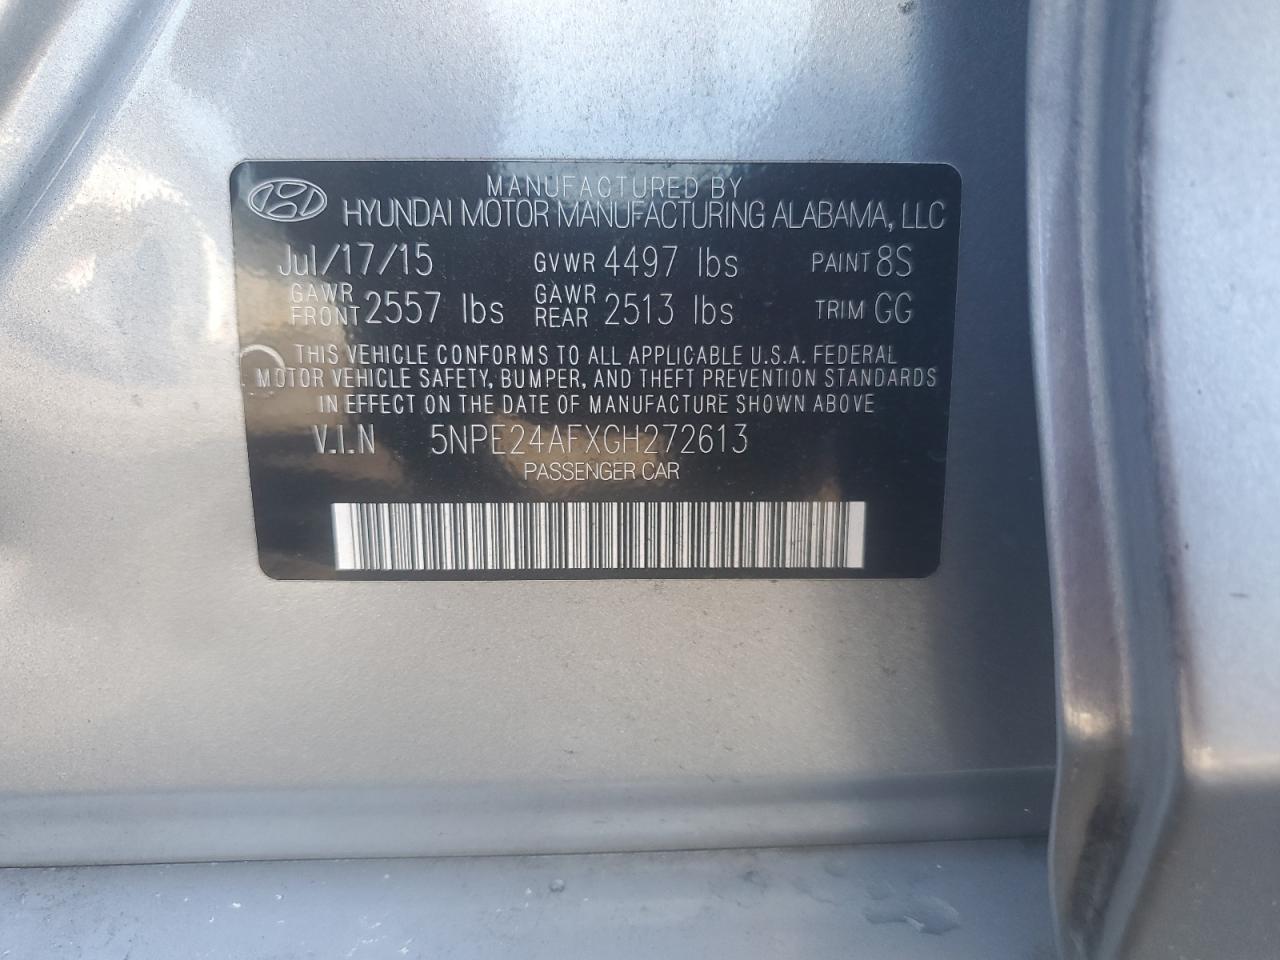 MANUFACTURED BY
HYUNDAI MOTOR MANUFACTURING ALABAMA, LLC
Jul/17/15 GVWR 4497 lbs PAINT 8S
GAWR FRONT 2557 lbs GAWR REAR 2513 lbs TRIM GG
THIS VEHICLE CONFORMS TO ALL APPLICABLE U.S.A. FEDERAL
MOTOR VEHICLE SAFETY, BUMPER, AND THEFT PREVENTION STANDARDS
IN EFFECT ON THE DATE OF MANUFACTURE SHOWN ABOVE
V.I.N 5NPE24AFXGH272613
PASSENGER CAR